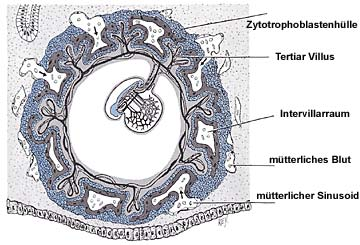 Zytotrophoblastenhülle
Tertiar Villus
Intervillarraum
mütterliches Blut
mütterlicher Sinusoid